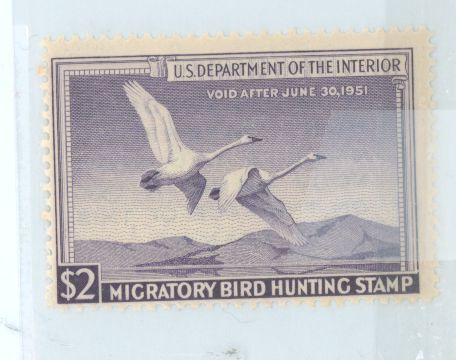 U.S. DEPARTMENT OF THE INTERIOR
VOID AFTER JUNE 30, 1951
$2 MIGRATORY BIRD HUNTING STAMP